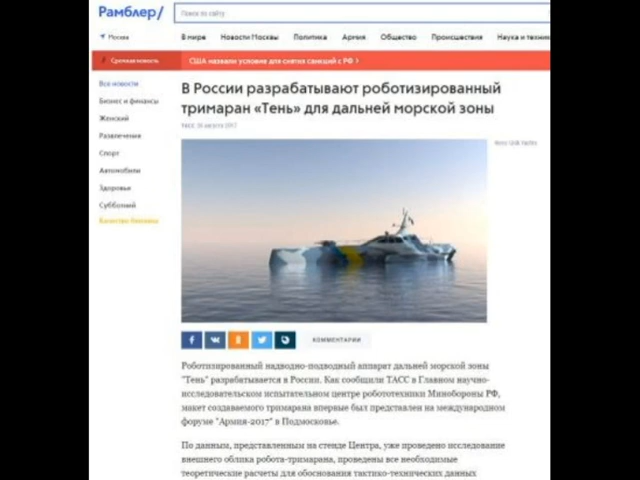 Рамблер/
Поиск по сайту
Москва
В мире Новости Москвы Политика Армия Общество Происшествия Наука и техник
Срочная новость
США назвали условие для снятия санкций с РФ
Все новости
Бизнес и финансы
Женский
Развлечения
Спорт
Автомобили
Здоровье
Субботний
В России разрабатывают роботизированный
тримаран «Тень» для дальней морской зоны
КОММЕНТАРИИ
Роботизированный надводно-подводный аппарат дальней морской зоны
"Тень" разрабатывается в России. Как сообщили ТАСС в Главном научно-
исследовательском испытательном центре робототехники Минобороны РФ,
макет создаваемого тримарана впервые был представлен на международном
форуме "Армия-2017" в Подмосковье.
По данным, представленным на стенде Центра, уже проведено исследование
внешнего облика робота-тримарана, проведены все необходимые
теоретические расчеты для обоснования тактико-технических данных